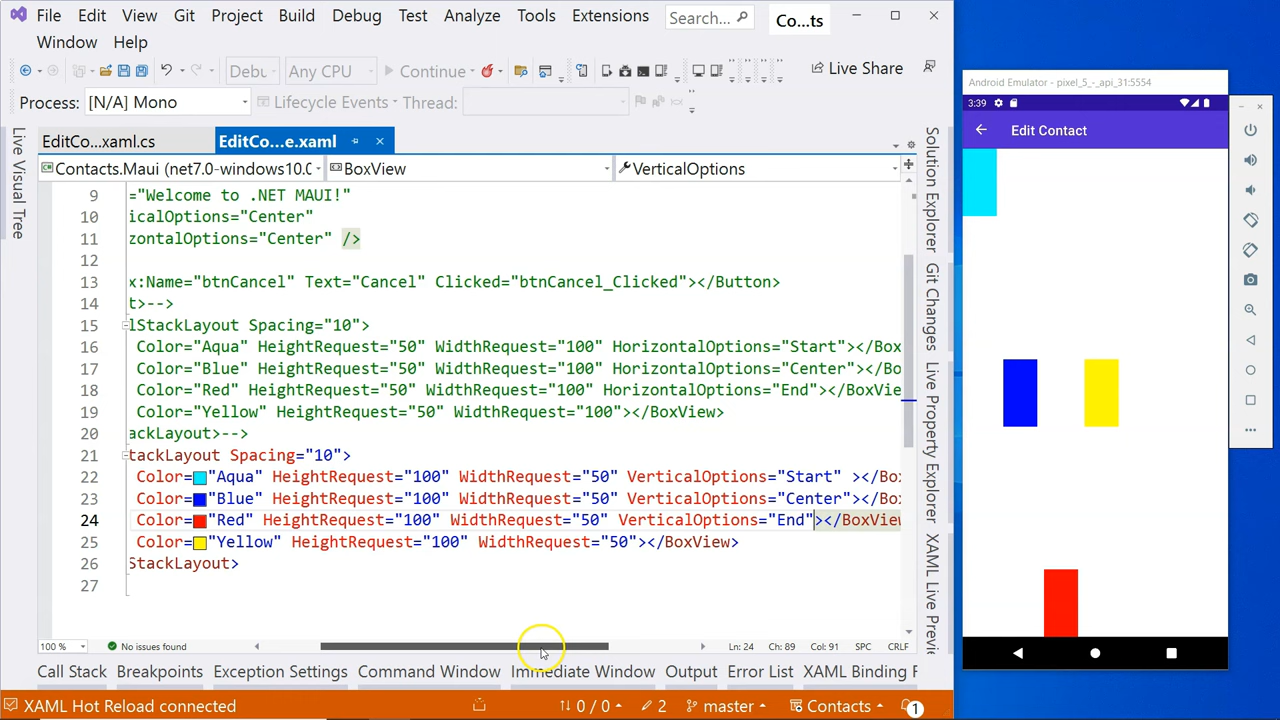 File Edit View Git Project Build Debug Test Analyze Tools Extensions Search... Co...ts
Window Help
Debu Any CPU Continue Live Share
Process: [N/A] Mono Lifecycle Events Thread:
EditCo...xaml.cs EditCo...e.xaml
Contacts.Maui (net7.0-windows10.0 BoxView VerticalOptions
9 ="Welcome to .NET MAUI!"
10 icalOptions="Center"
11 zontalOptions="Center" />
12
13 x:Name="btnCancel" Text="Cancel" Clicked="btnCancel_Clicked"></Button>
14 t>-->
15 lStackLayout Spacing="10">
16 Color="Aqua" HeightRequest="50" WidthRequest="100" HorizontalOptions="Start"></Box
17 Color="Blue" HeightRequest="50" WidthRequest="100" HorizontalOptions="Center"></Bo
18 Color="Red" HeightRequest="50" WidthRequest="100" HorizontalOptions="End"></BoxVie
19 Color="Yellow" HeightRequest="50" WidthRequest="100"></BoxView>
20 ackLayout>-->
21 tackLayout Spacing="10">
22 Color="Aqua" HeightRequest="100" WidthRequest="50" VerticalOptions="Start" ></Bo
23 Color="Blue" HeightRequest="100" WidthRequest="50" VerticalOptions="Center"></Bo
24 Color="Red" HeightRequest="100" WidthRequest="50" VerticalOptions="End"></BoxView
25 Color="Yellow" HeightRequest="100" WidthRequest="50"></BoxView>
26 StackLayout>
27
100 % No issues found Ln: 24 Ch: 89 Col: 91 SPC CRLF
Call Stack Breakpoints Exception Settings Command Window Immediate Window Output Error List XAML Binding F
XAML Hot Reload connected 0 / 0 2 master Contacts 1
Live Visual Tree
Solution Explorer
Git Changes
Live Property Explorer
XAML Live Previe
Android Emulator - pixel_5_-_api_31:5554
3:39
Edit Contact